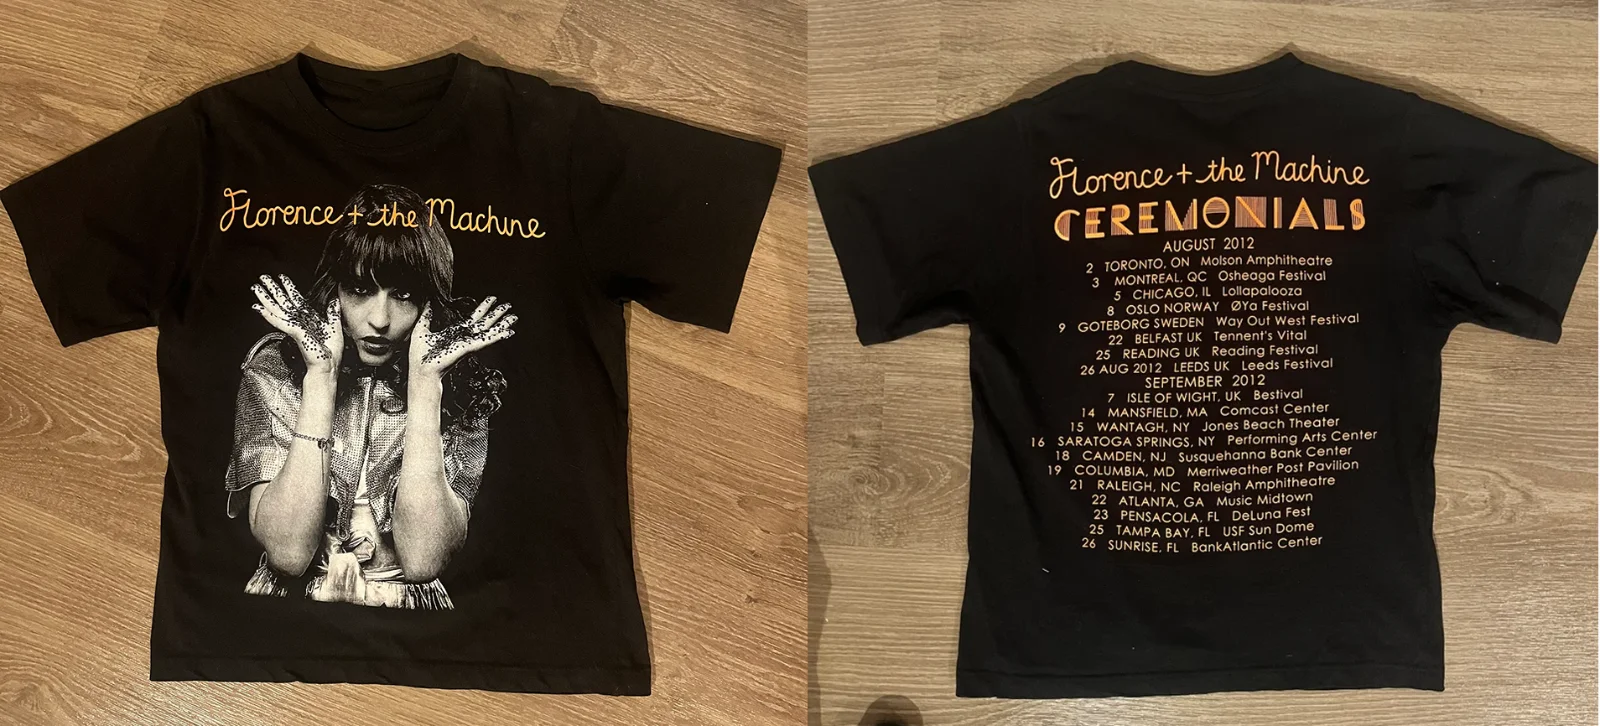 Florence + the Machine
Florence + the Machine
CEREMONIALS
AUGUST 2012
2 TORONTO, ON Molson Amphitheatre
3 MONTREAL, QC Osheaga Festival
5 CHICAGO, IL Lollapalooza
8 OSLO NORWAY ØYa Festival
9 GOTEBORG SWEDEN Way Out West Festival
22 BELFAST UK Tennent's Vital
25 READING UK Reading Festival
26 AUG 2012 LEEDS UK Leeds Festival
SEPTEMBER 2012
7 ISLE OF WIGHT, UK Bestival
14 MANSFIELD, MA Comcast Center
15 WANTAGH, NY Jones Beach Theater
16 SARATOGA SPRINGS, NY Performing Arts Center
18 CAMDEN, NJ Susquehanna Bank Center
19 COLUMBIA, MD Merriweather Post Pavilion
21 RALEIGH, NC Raleigh Amphitheatre
22 ATLANTA, GA Music Midtown
23 PENSACOLA, FL DeLuna Fest
25 TAMPA BAY, FL USF Sun Dome
26 SUNRISE, FL BankAtlantic Center